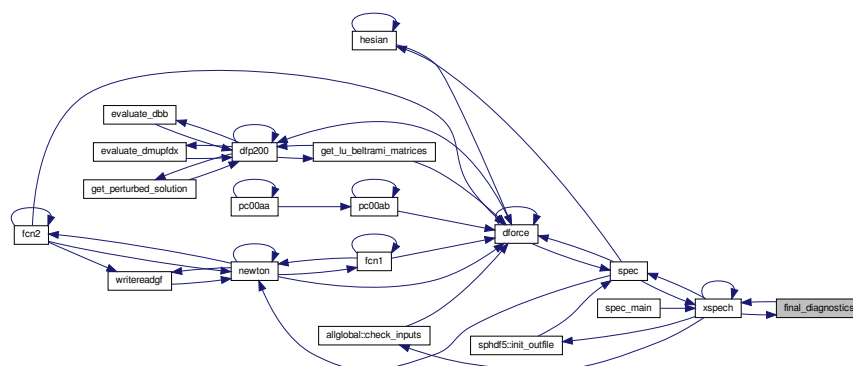 hesian
evaluate_dbb
evaluate_dmupfdx
dfp200
get_lu_beltrami_matrices
get_perturbed_solution
pc00aa
pc00ab
fcn2
dforce
fcn1
newton
spec
writereadgf
spec_main
xspech
final_diagnostics
allglobal::check_inputs
sphdf5::init_outfile